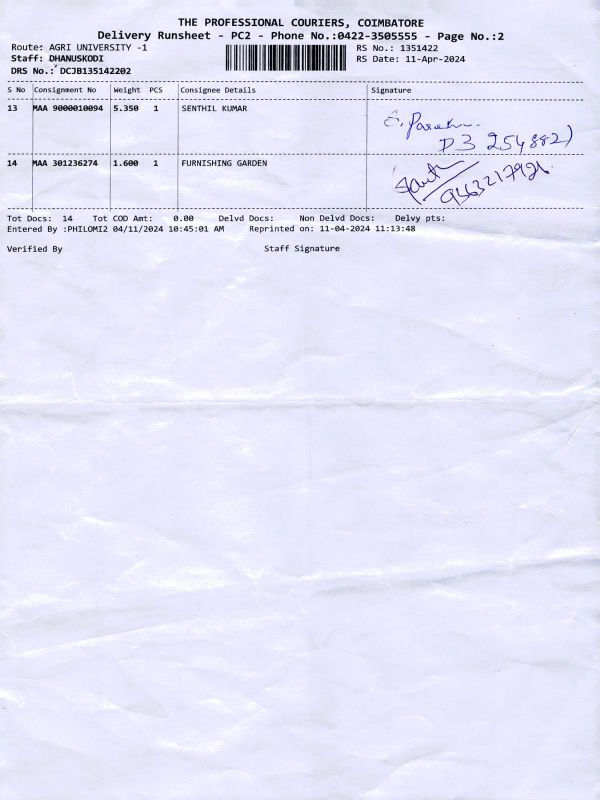 THE PROFESSIONAL COURIERS, COIMBATORE
Delivery Runsheet - PC2 - Phone No.:0422-3505555 - Page No.:2
Route: AGRI UNIVERSITY -1 RS No.: 1351422
Staff: DHANUSKODI RS Date: 11-Apr-2024
DRS No.: DCJB135142202
S No Consignment No Weight PCS Consignee Details Signature
13 MAA 9000010094 5.350 1 SENTHIL KUMAR
14 MAA 301236274 1.600 1 FURNISHING GARDEN
Tot Docs: 14 Tot COD Amt: 0.00 Delvd Docs: Non Delvd Docs: Delvy pts:
Entered By :PHILOMI2 04/11/2024 10:45:01 AM Reprinted on: 11-04-2024 11:13:48
Verified By Staff Signature